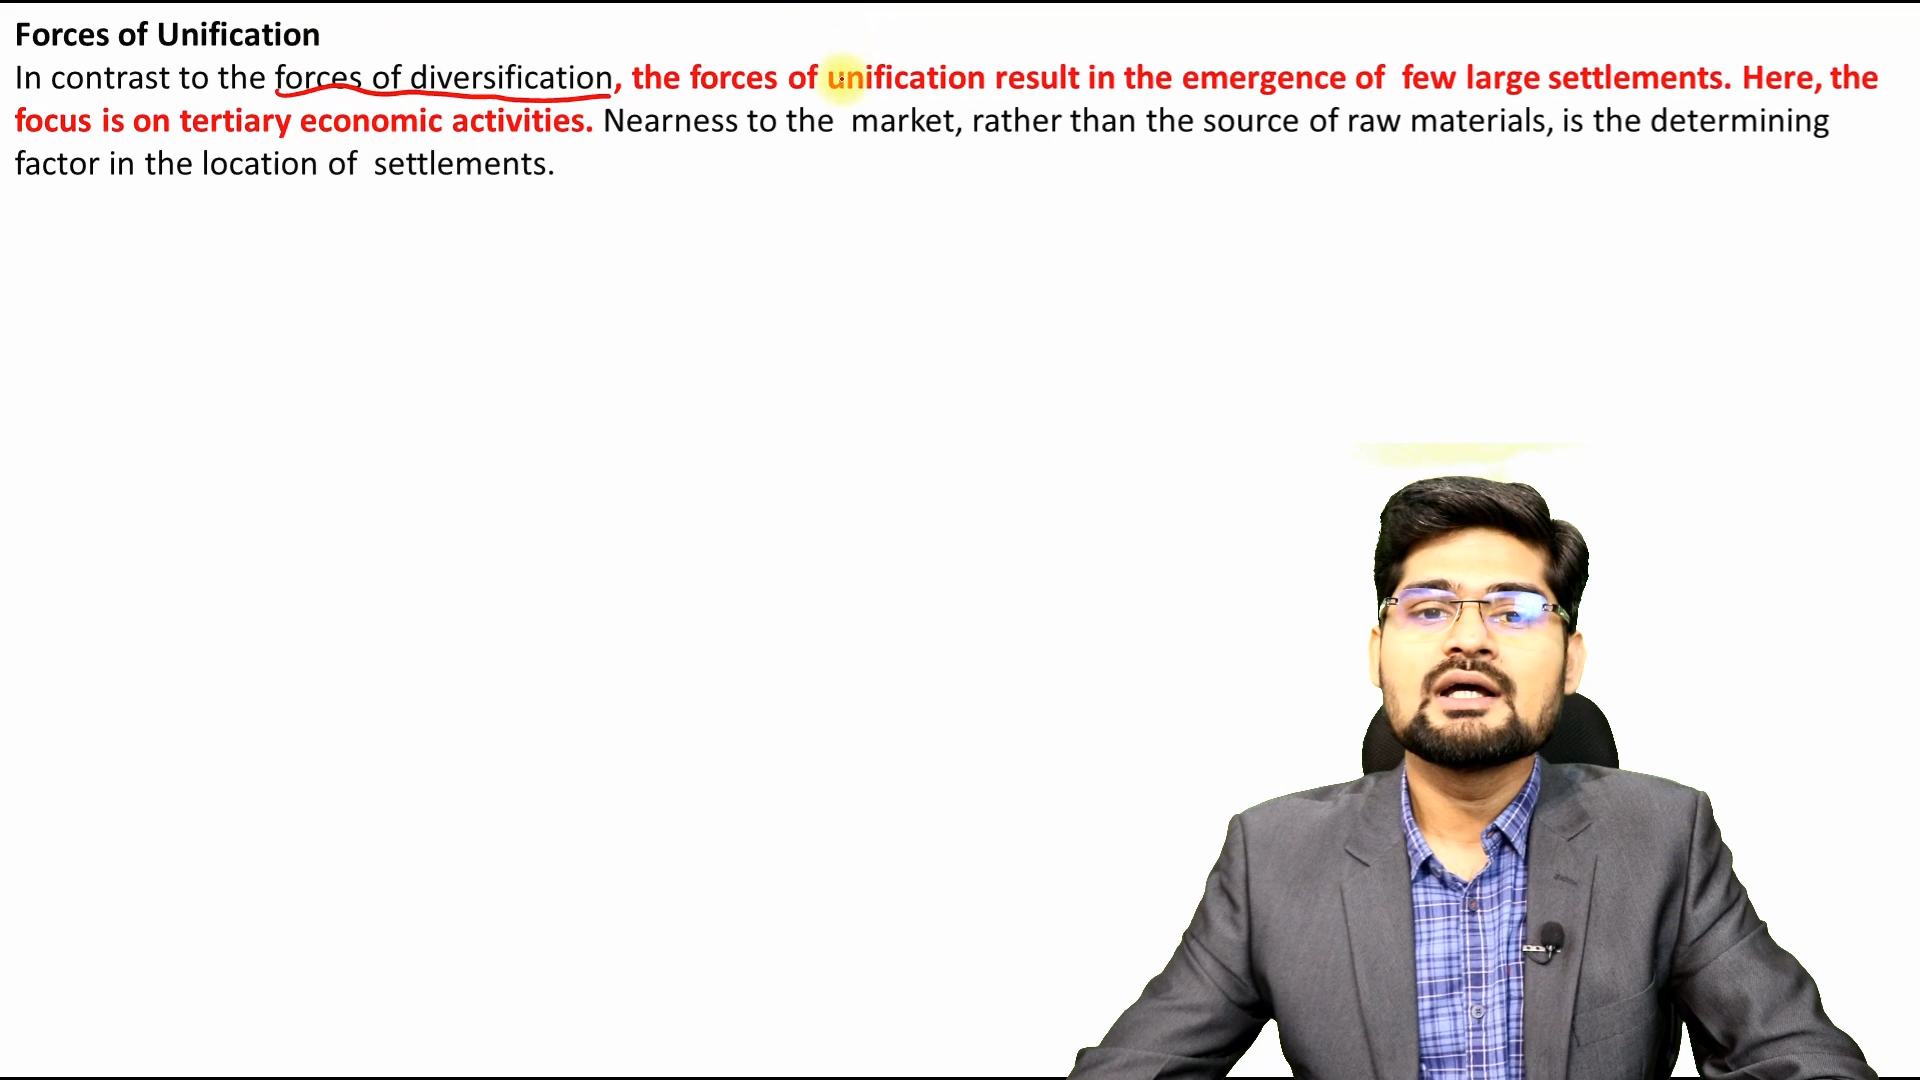 Forces of Unification
In contrast to the forces of diversification, the forces of unification result in the emergence of few large settlements. Here, the
focus is on tertiary economic activities. Nearness to the market, rather than the source of raw materials, is the determining
factor in the location of settlements.